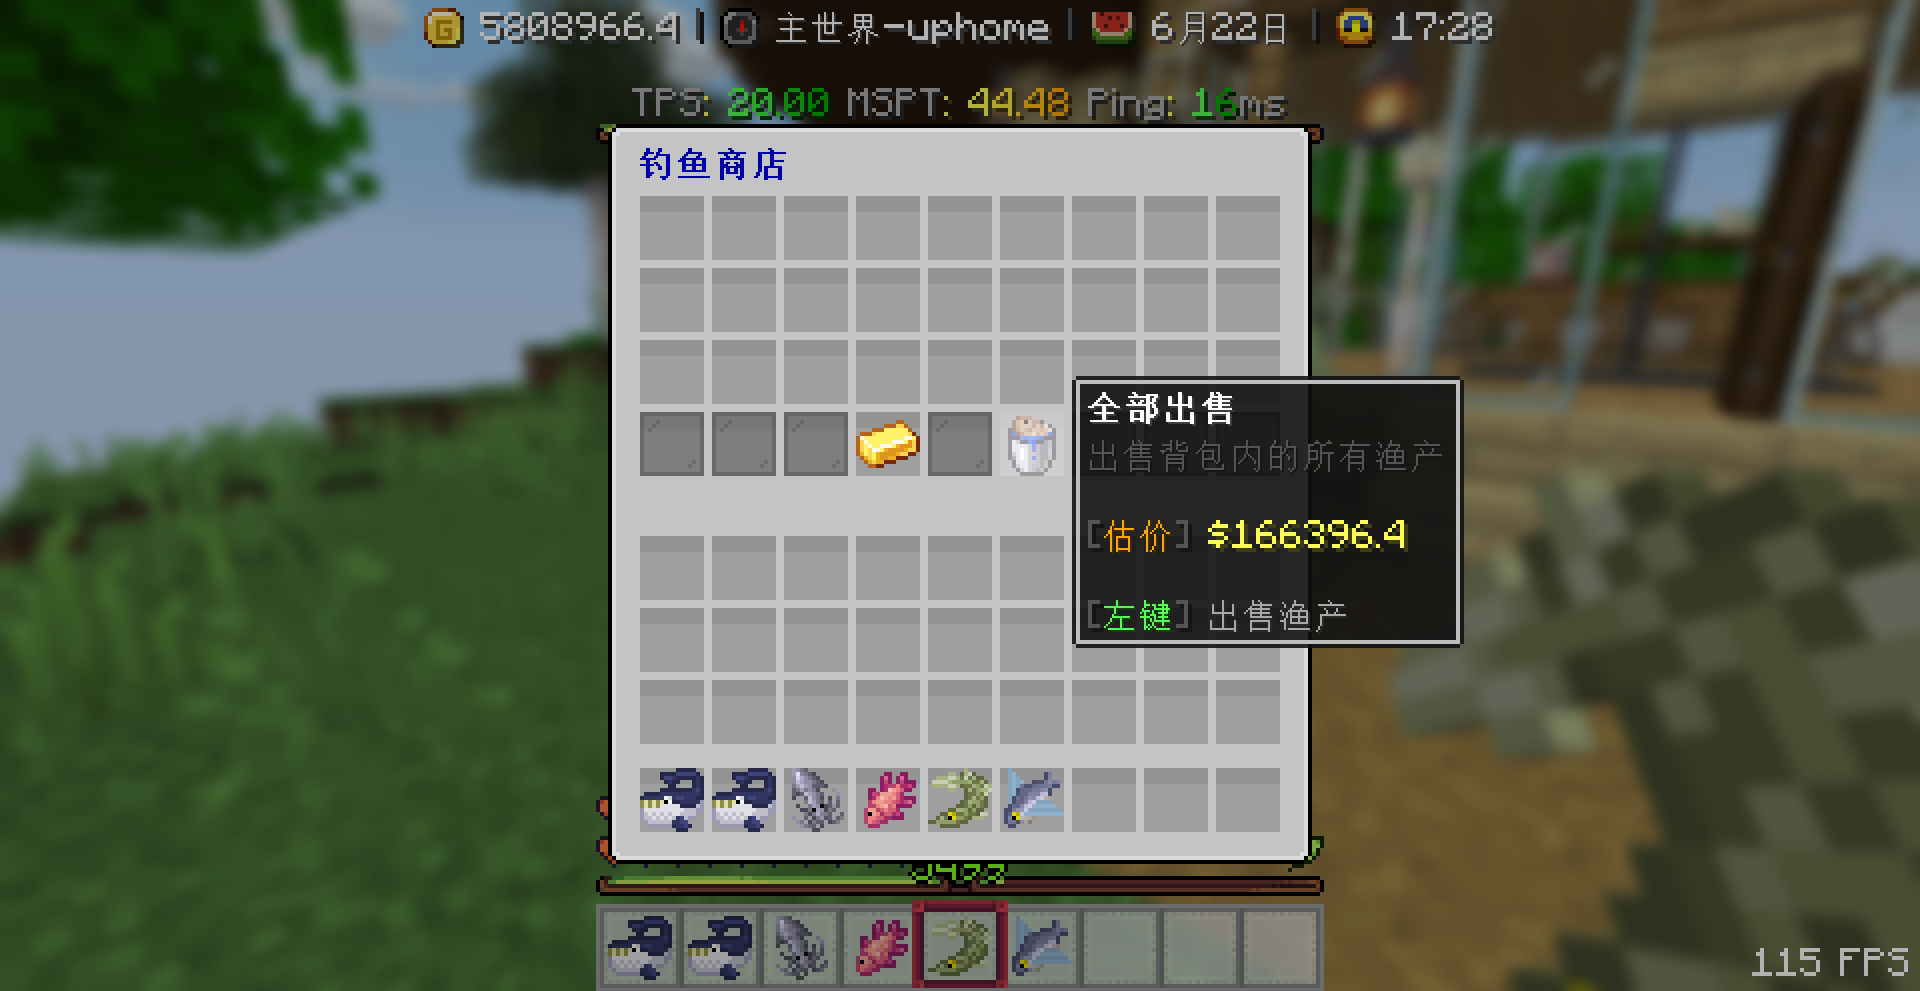 5808966.4 | 主世界-uphome | 6月22日 | 17:28
TPS: 20.00 MSPT: 44.48 Ping: 16ms
钓鱼商店
全部出售
出售背包内的所有渔产
[估价] $166396.4
[左键] 出售渔产
115 FPS